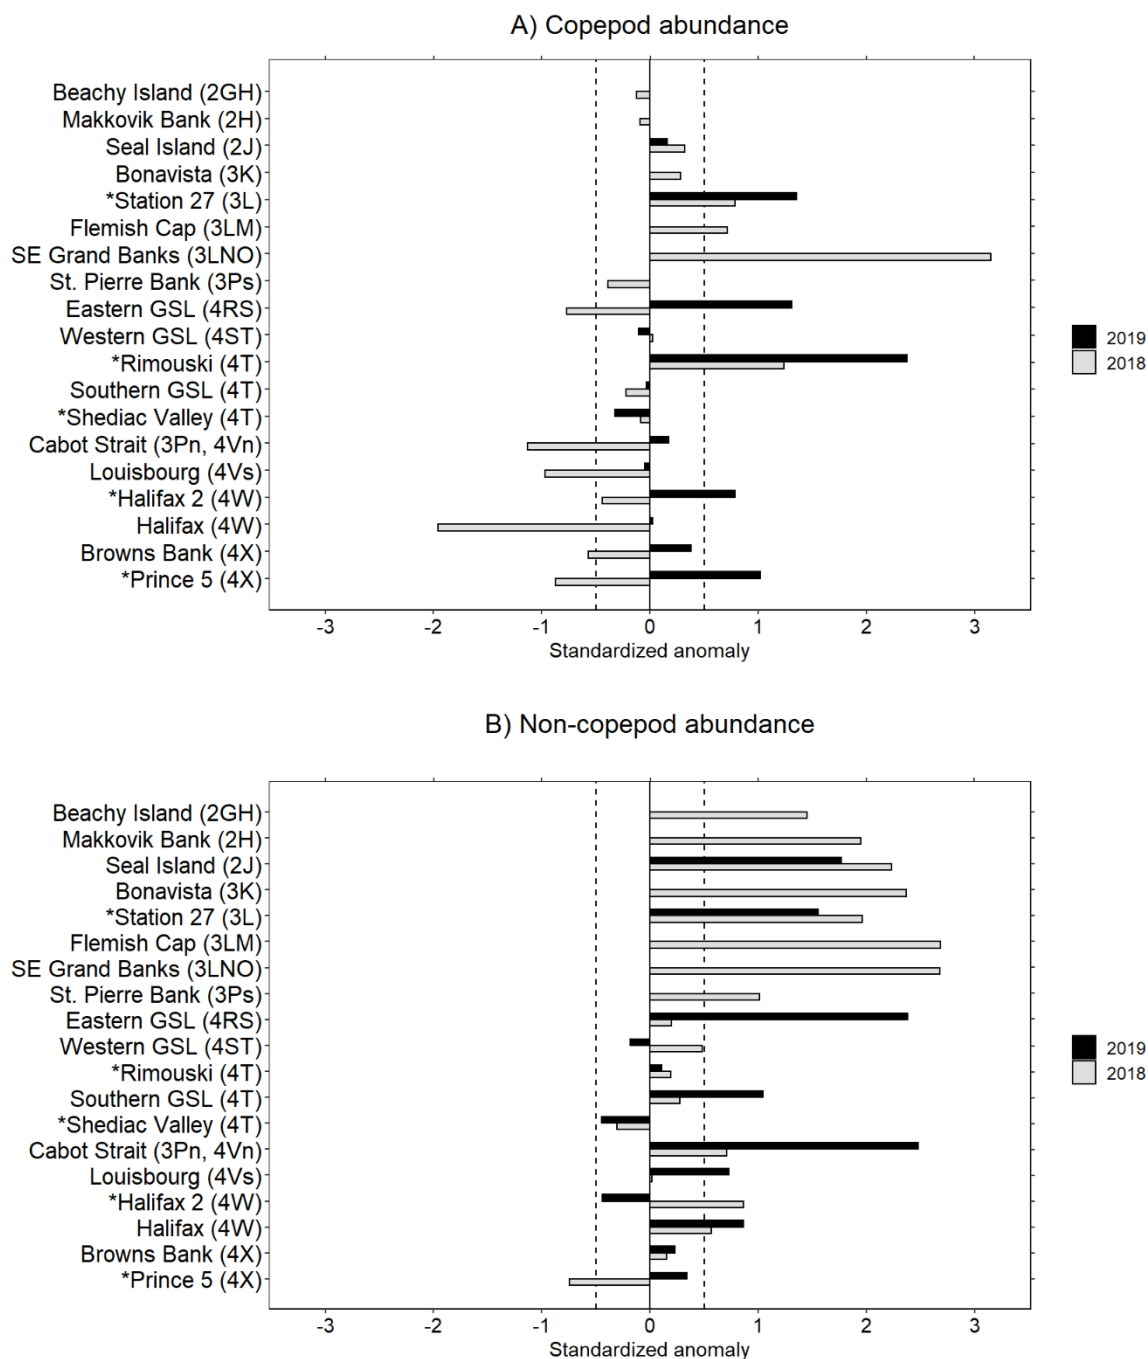 A) Copepod abundance
Beachy Island (2GH)
Makkovik Bank (2H)
Seal Island (2J)
Bonavista (3K)
*Station 27 (3L)
Flemish Cap (3LM)
SE Grand Banks (3LNO)
St. Pierre Bank (3Ps)
Eastern GSL (4RS)
Western GSL (4ST)
*Rimouski (4T)
Southern GSL (4T)
*Shediac Valley (4T)
Cabot Strait (3Pn, 4Vn)
Louisbourg (4Vs)
*Halifax 2 (4W)
Halifax (4W)
Browns Bank (4X)
*Prince 5 (4X)
2019
2018
-3 -2 -1 0 1 2 3
Standardized anomaly
B) Non-copepod abundance
Beachy Island (2GH)
Makkovik Bank (2H)
Seal Island (2J)
Bonavista (3K)
*Station 27 (3L)
Flemish Cap (3LM)
SE Grand Banks (3LNO)
St. Pierre Bank (3Ps)
Eastern GSL (4RS)
Western GSL (4ST)
*Rimouski (4T)
Southern GSL (4T)
*Shediac Valley (4T)
Cabot Strait (3Pn, 4Vn)
Louisbourg (4Vs)
*Halifax 2 (4W)
Halifax (4W)
Browns Bank (4X)
*Prince 5 (4X)
2019
2018
-3 -2 -1 0 1 2 3
Standardized anomaly